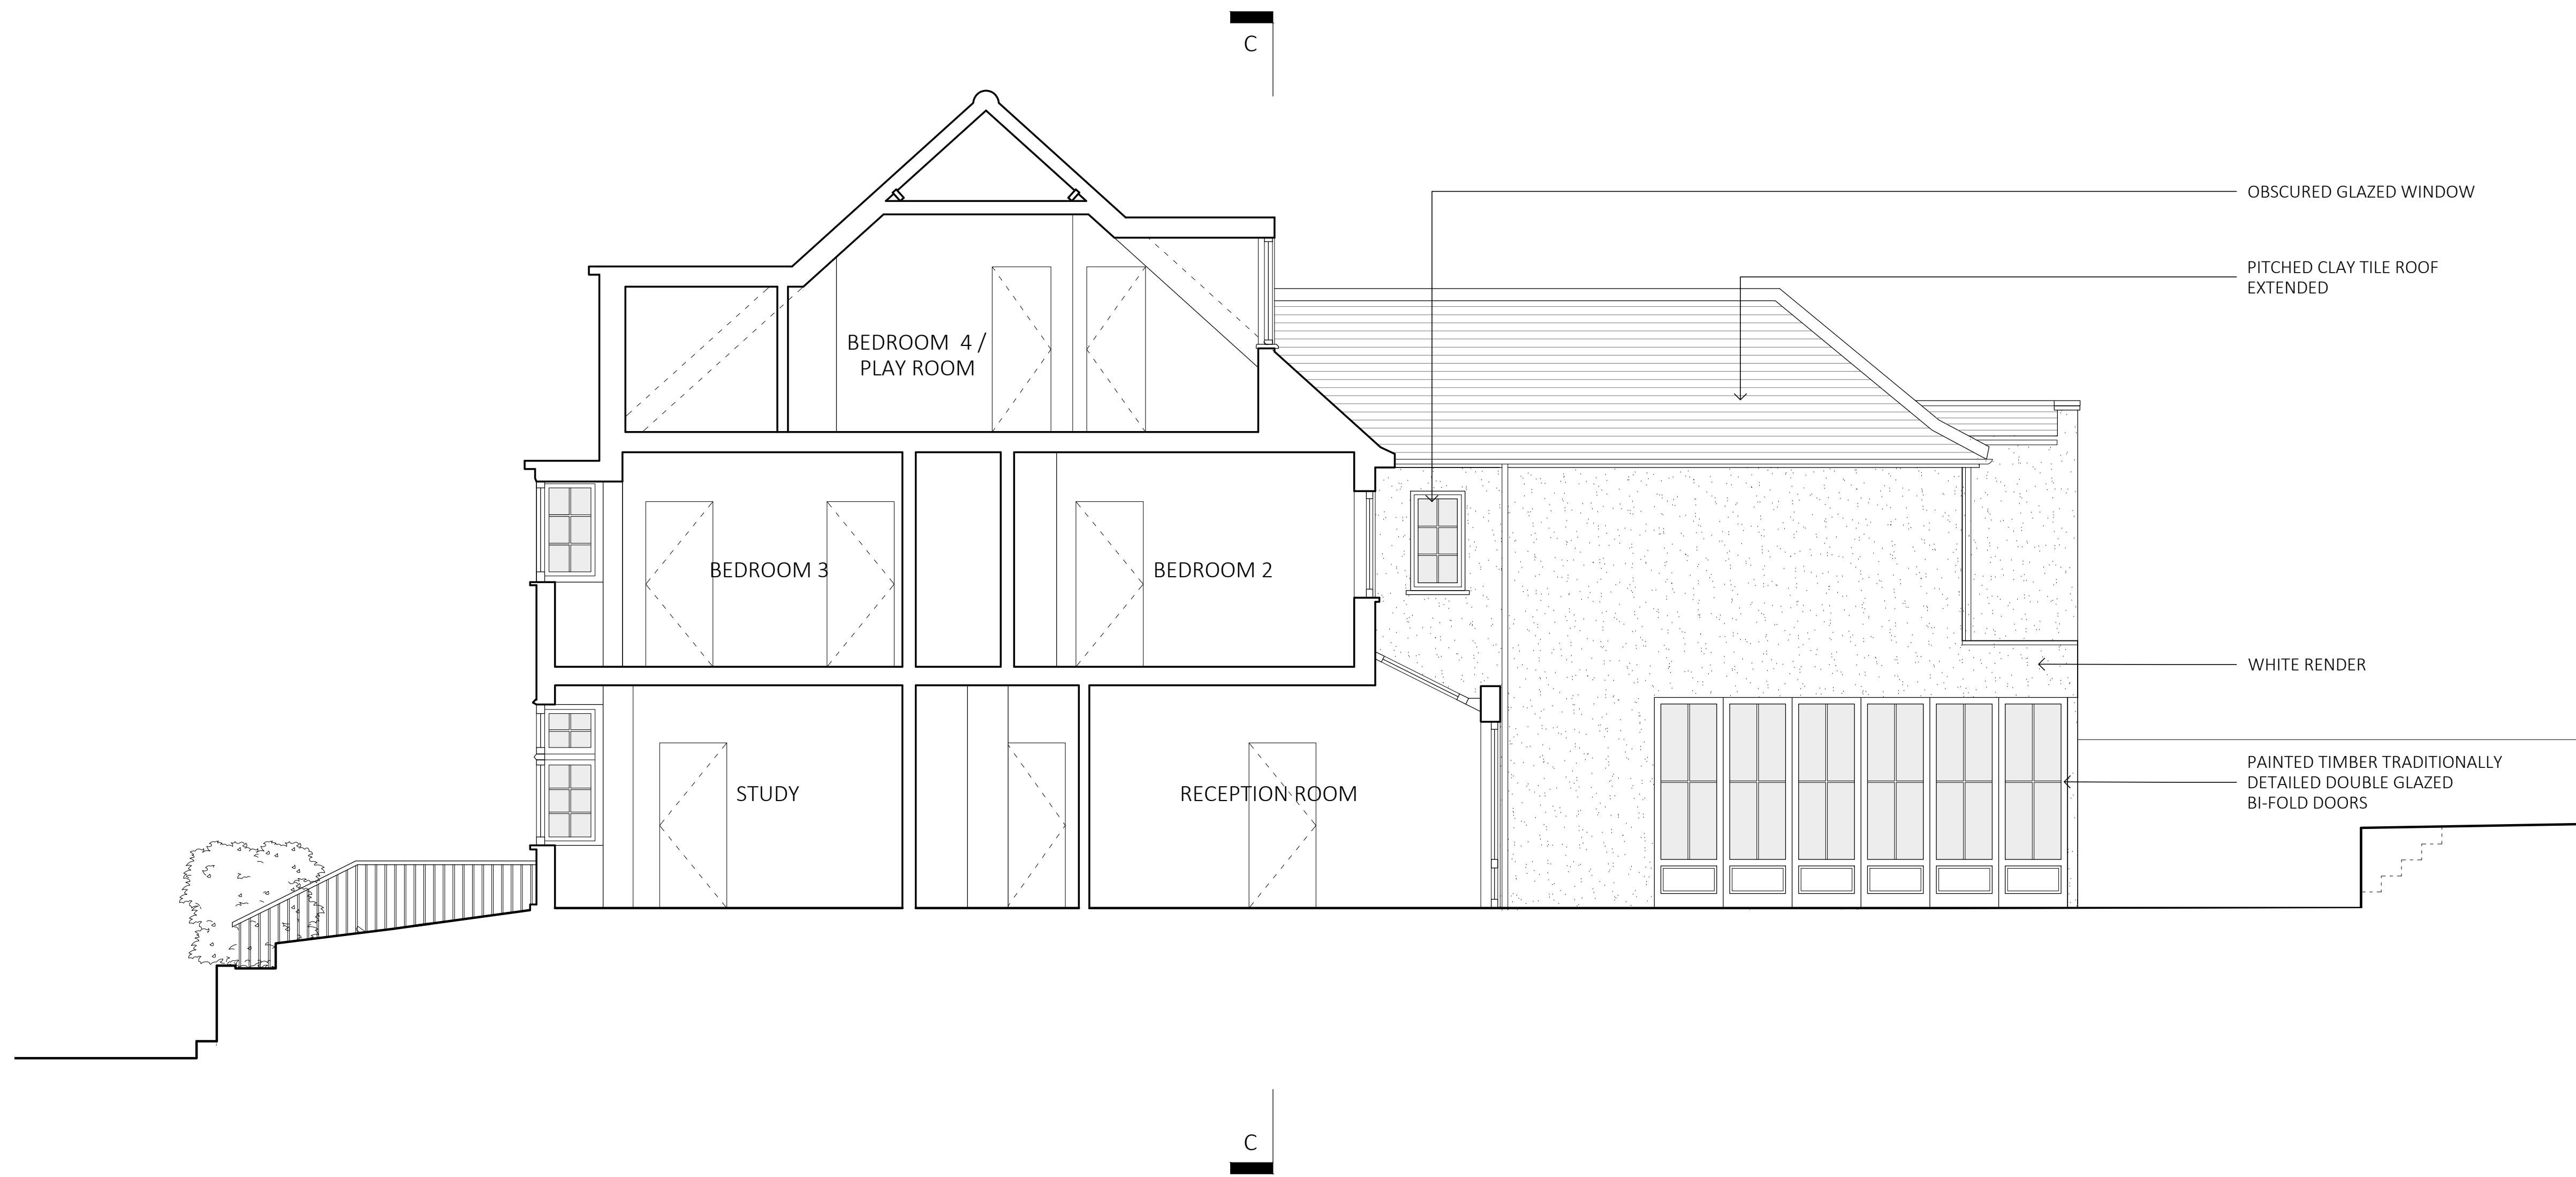 C
OBSCURED GLAZED WINDOW
PITCHED CLAY TILE ROOF
EXTENDED
BEDROOM 4 /
PLAY ROOM
BEDROOM 3
BEDROOM 2
WHITE RENDER
PAINTED TIMBER TRADITIONALLY
DETAILED DOUBLE GLAZED
BI-FOLD DOORS
STUDY
RECEPTION ROOM
C